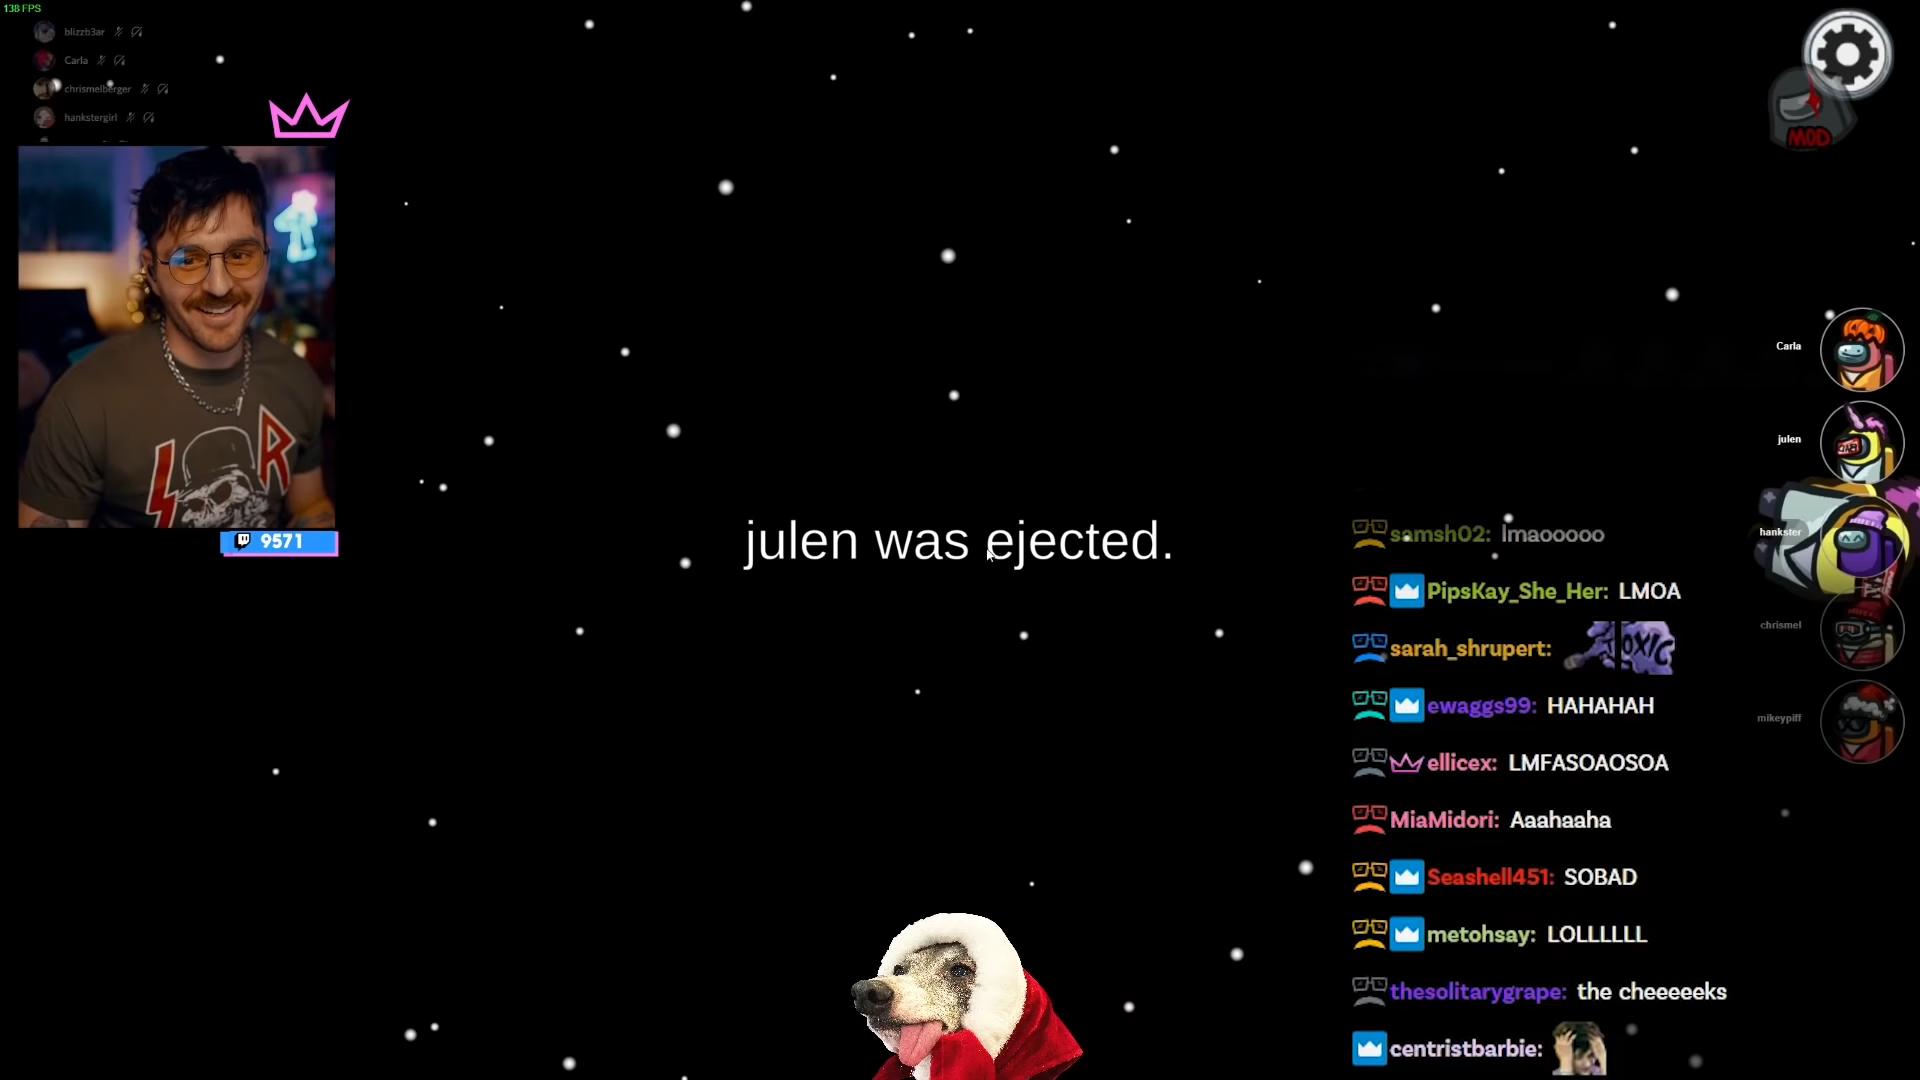 138 FPS
blizzb3ar
Carla
chrismelberger
hankstergirl
MOD
9571
julen was ejected.
Carla
julen
hankster
chrismel
mikeypiff
samsh02: lmaooooo
PipsKay_She_Her: LMOA
sarah_shrupert: TOXIC
ewaggs99: HAHAHAH
ellicex: LMFASOAOSOA
MiaMidori: Aaahaaha
Seashell451: SOBAD
metohsay: LOLLLLLL
thesolitarygrape: the cheeeeeks
centristbarbie: